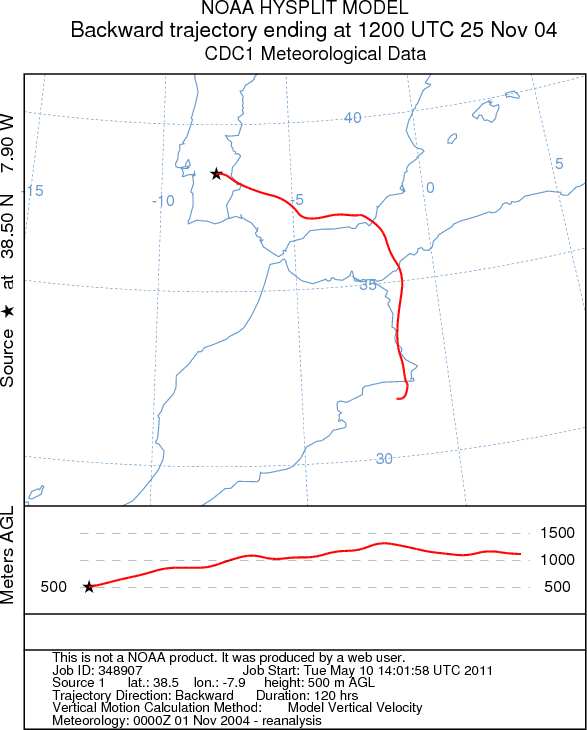 NOAA HYSPLIT MODEL
Backward trajectory ending at 1200 UTC 25 Nov 04
CDC1 Meteorological Data
Source ★ at 38.50 N 7.90 W
40
5
-15
-10
-5
0
35
30
Meters AGL
1500
1000
500
500
This is not a NOAA product. It was produced by a web user.
Job ID: 348907 Job Start: Tue May 10 14:01:58 UTC 2011
Source 1 lat.: 38.5 lon.: -7.9 height: 500 m AGL
Trajectory Direction: Backward Duration: 120 hrs
Vertical Motion Calculation Method: Model Vertical Velocity
Meteorology: 0000Z 01 Nov 2004 - reanalysis